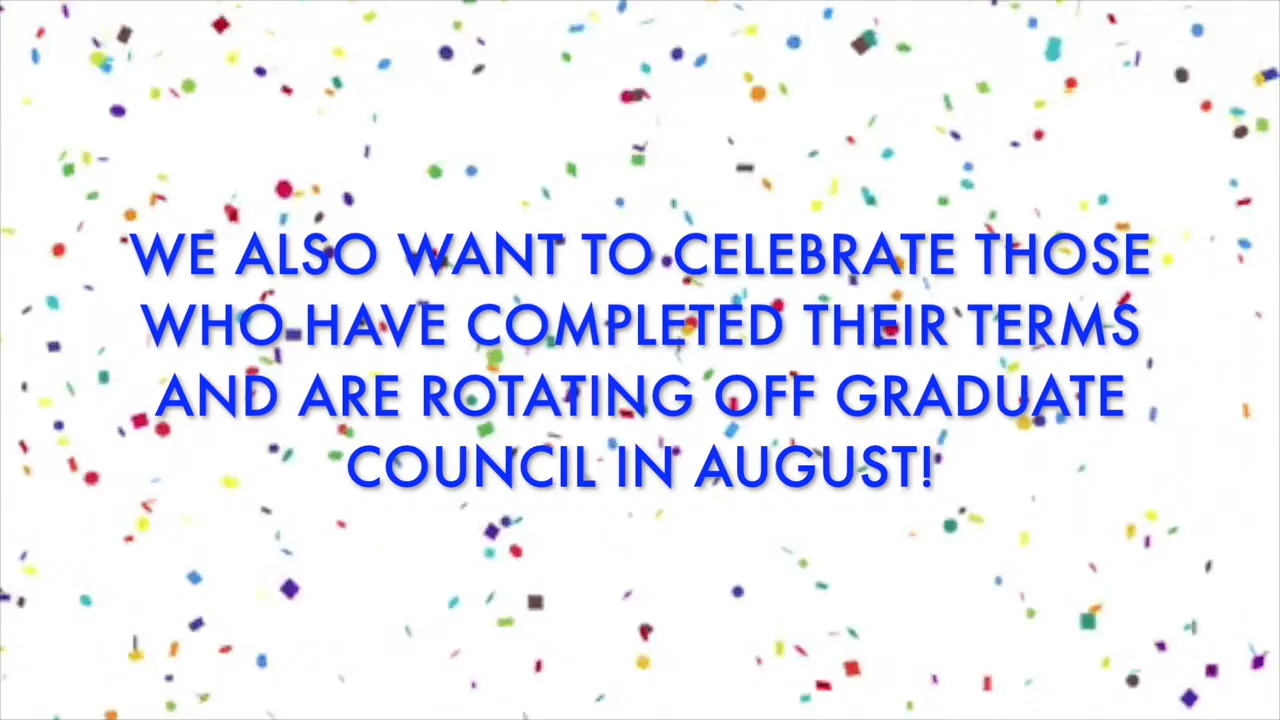 WE ALSO WANT TO CELEBRATE THOSE
WHO HAVE COMPLETED THEIR TERMS
AND ARE ROTATING OFF GRADUATE
COUNCIL IN AUGUST!